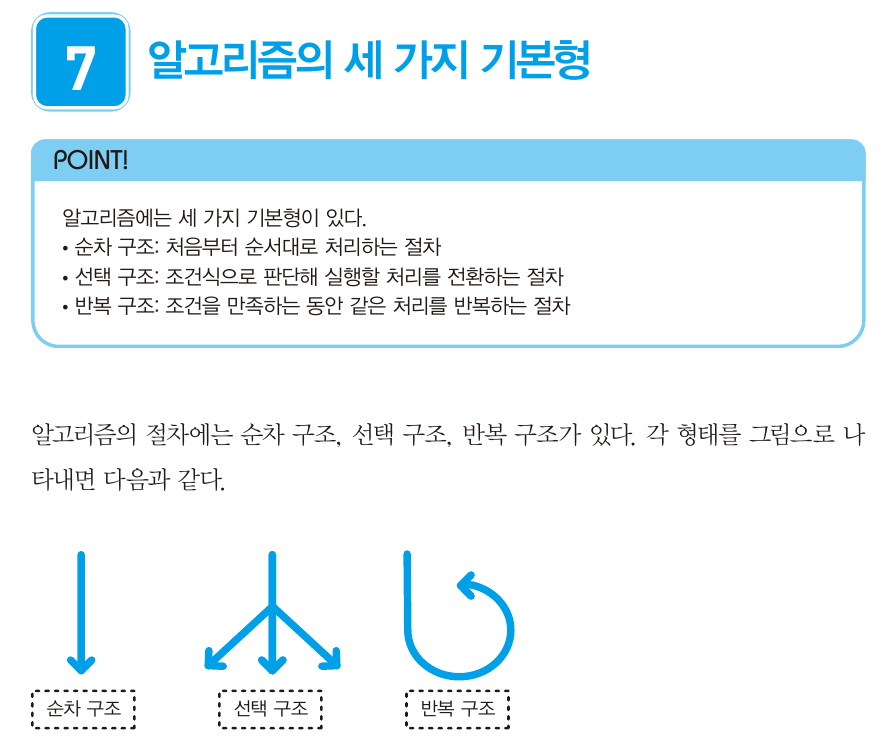 7 알고리즘의 세 가지 기본형
POINT!
알고리즘에는 세 가지 기본형이 있다.
• 순차 구조: 처음부터 순서대로 처리하는 절차
• 선택 구조: 조건식으로 판단해 실행할 처리를 전환하는 절차
• 반복 구조: 조건을 만족하는 동안 같은 처리를 반복하는 절차
알고리즘의 절차에는 순차 구조, 선택 구조, 반복 구조가 있다. 각 형태를 그림으로 나
타내면 다음과 같다.
순차 구조 선택 구조 반복 구조